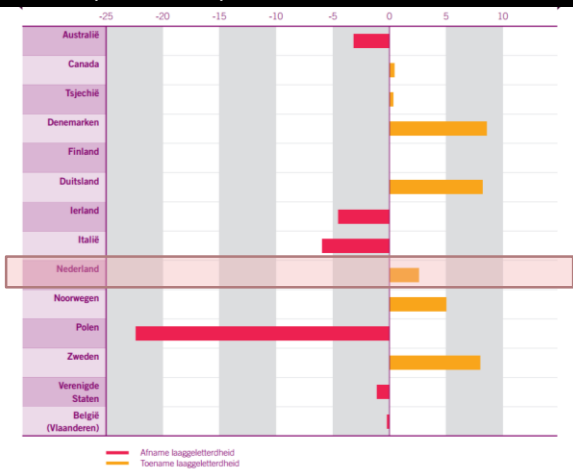 -25 -20 -15 -10 -5 0 5 10
Australië
Canada
Tsjechië
Denemarken
Finland
Duitsland
Ierland
Italië
Nederland
Noorwegen
Polen
Zweden
Verenigde
Staten
België
(Vlaanderen)
Afname laaggeletterdheid
Toename laaggeletterdheid